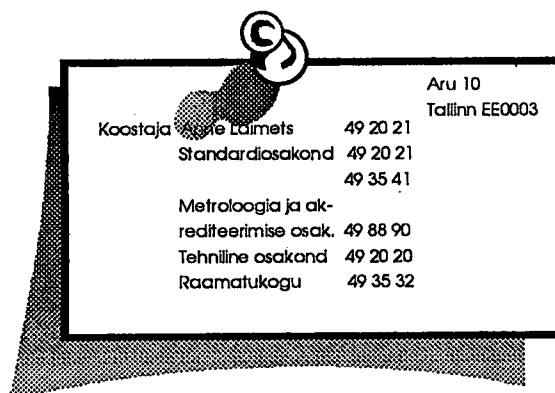 Aru 10
Tallinn EE0003
Koostaja Anne Laimets 49 20 21
Standardiosakond 49 20 21
49 35 41
Metroloogia ja ak-
rediteerimise osak. 49 88 90
Tehniline osakond 49 20 20
Raamatukogu 49 35 32